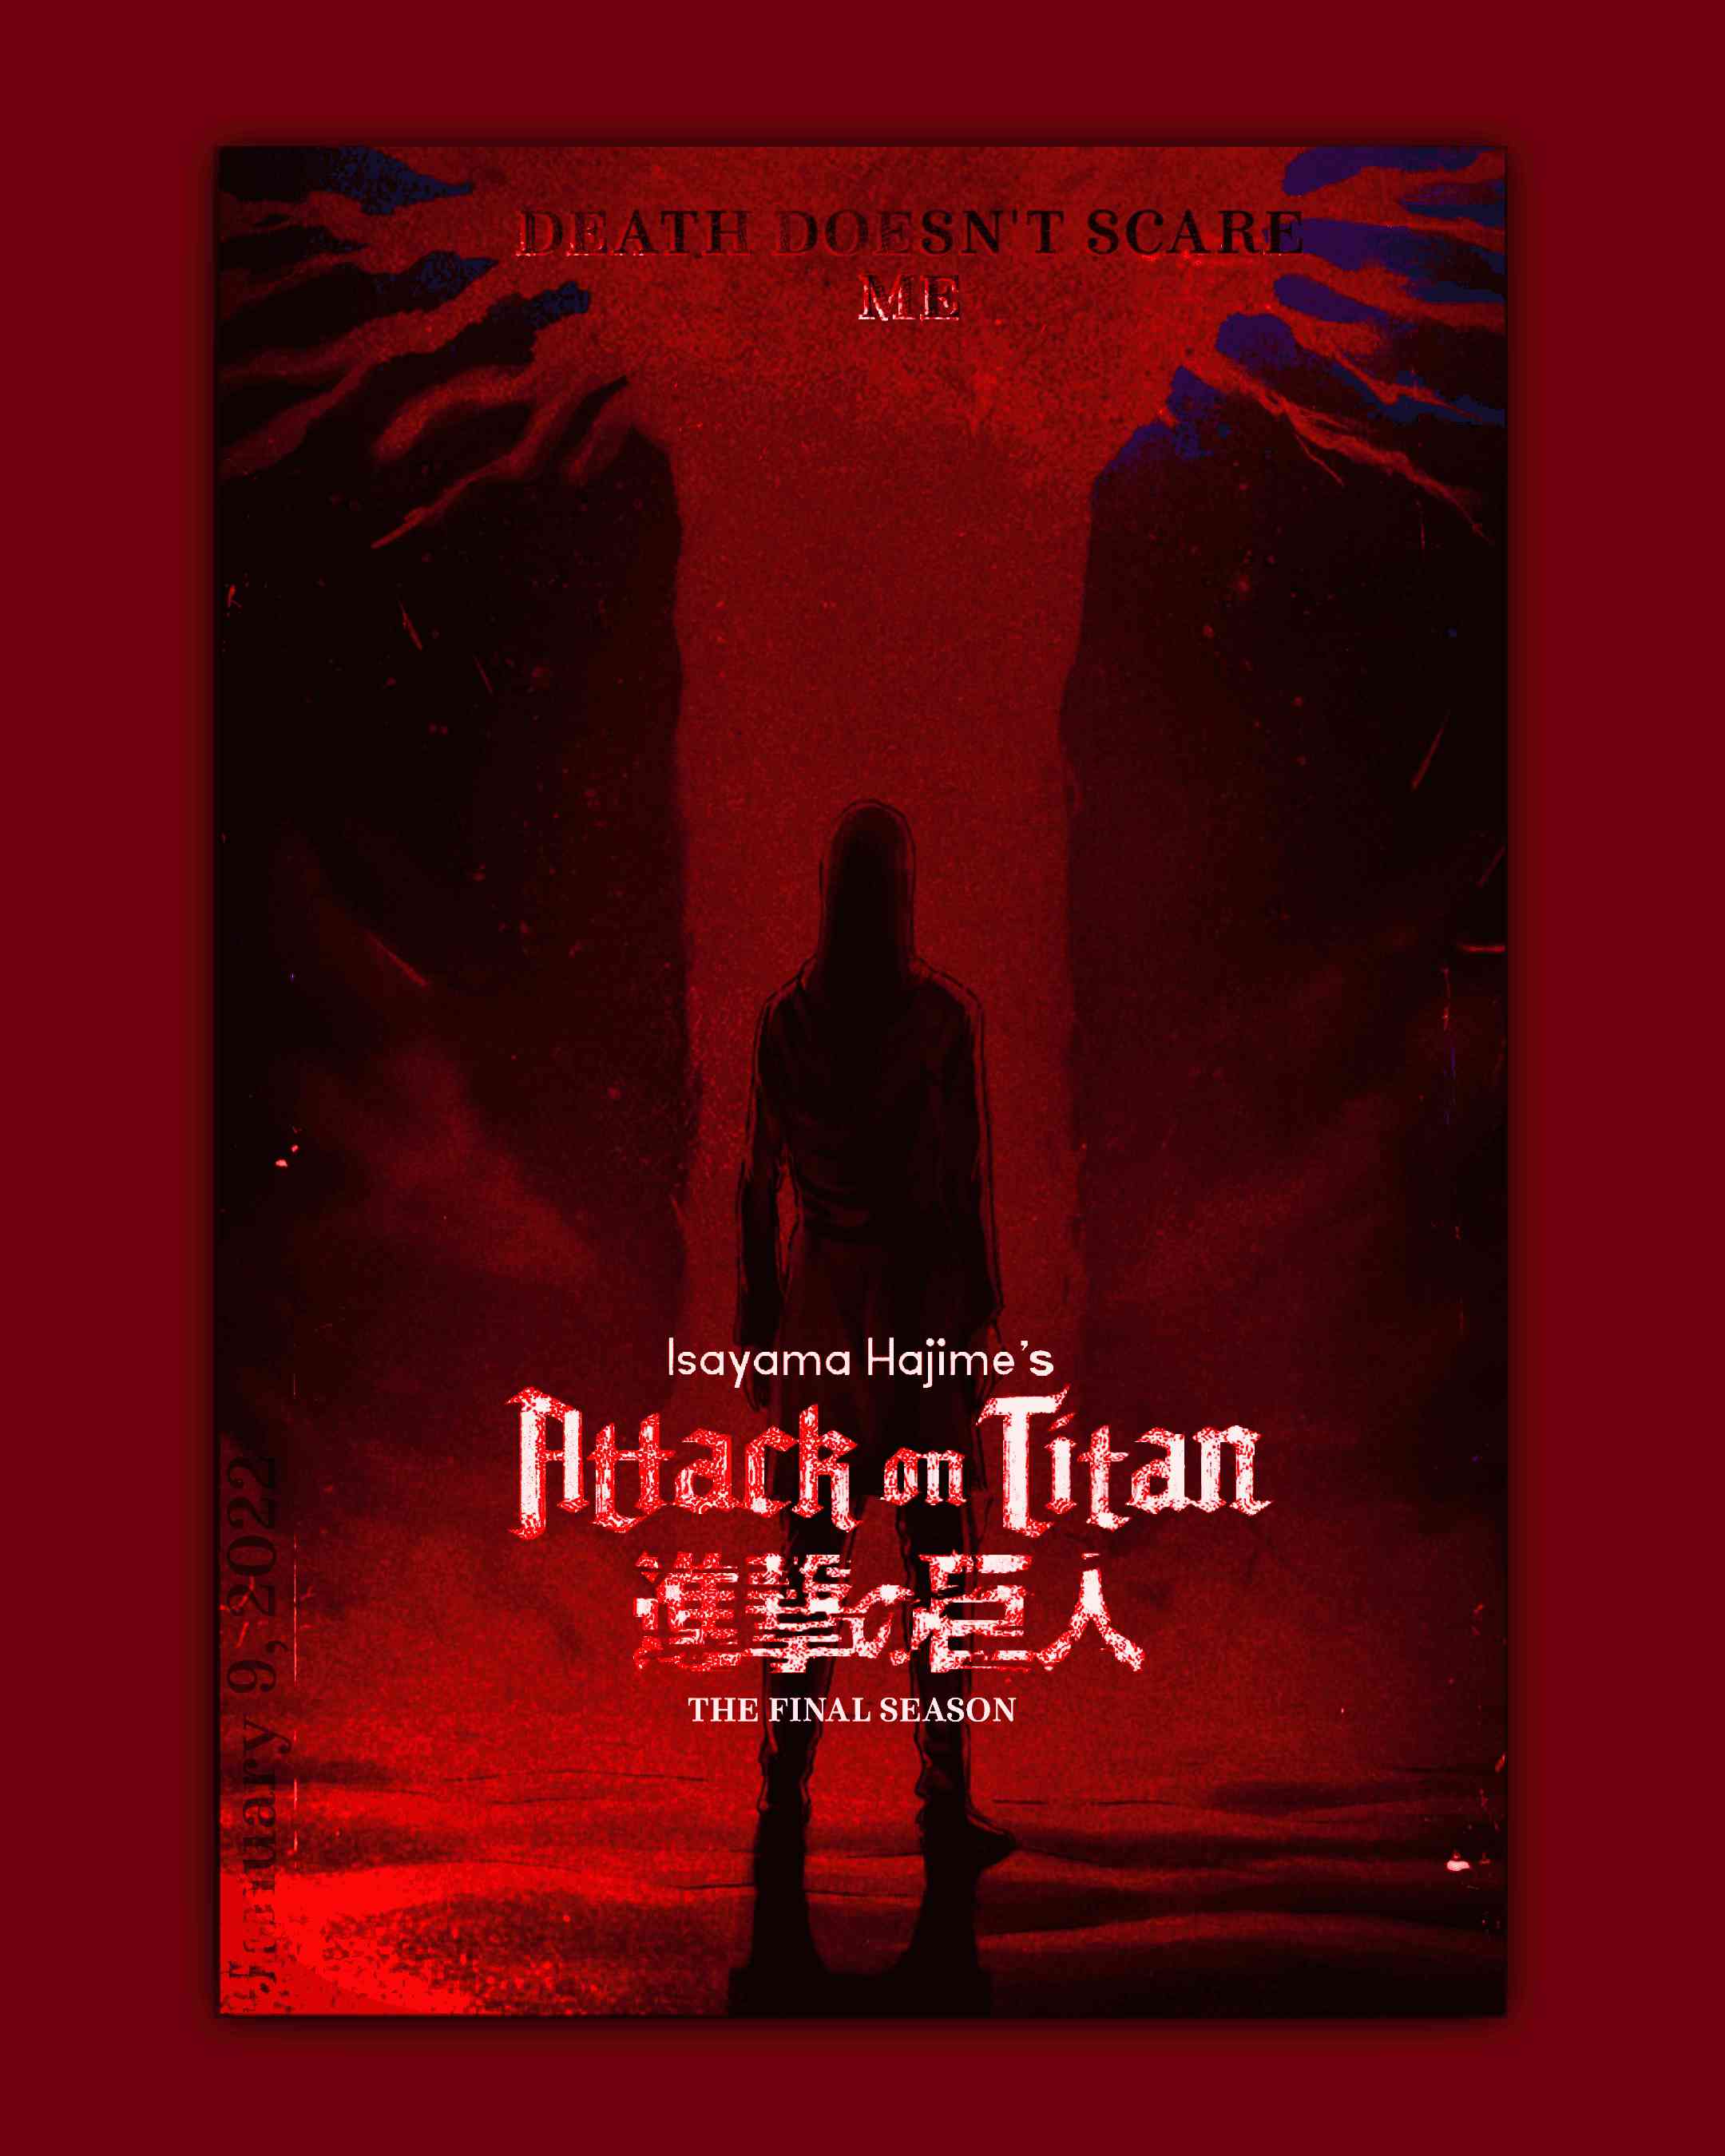 DEATH DOESN'T SCARE
ME
Isayama Hajime's
Attack on Titan
進撃の巨人
THE FINAL SEASON
January 9, 2022